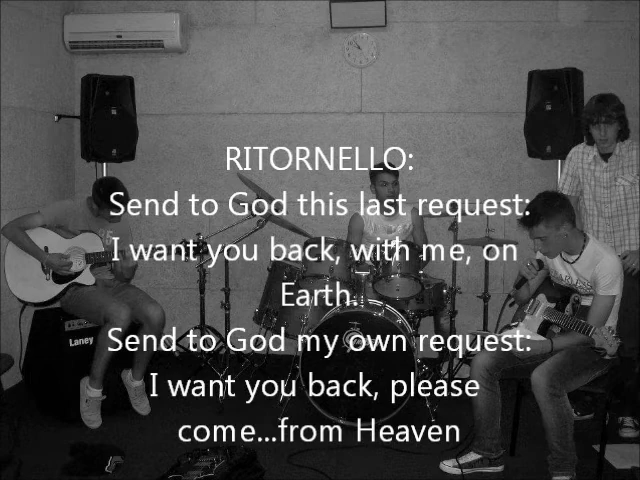 RITORNELLO:
Send to God this last request:
I want you back, with me, on
Earth.
Send to God my own request:
I want you back, please
come...from Heaven
Laney